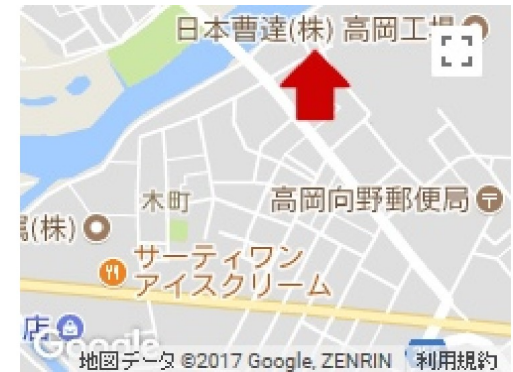 日本曹達(株) 高岡工場
木町
高岡向野郵便局
(株)
サーティワン
アイスクリーム
店
Google
地図データ ©2017 Google, ZENRIN 利用規約